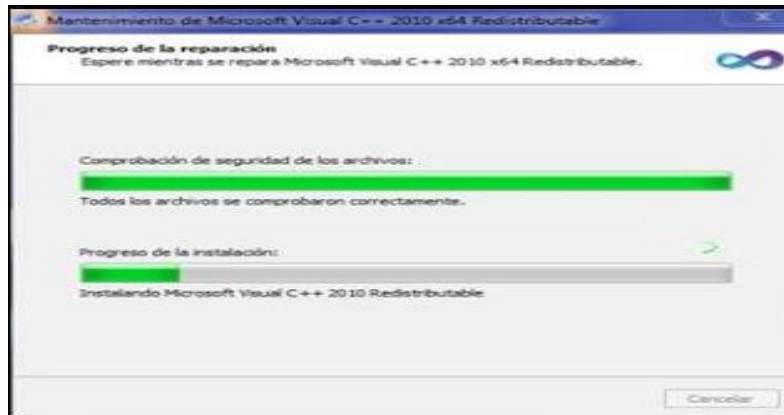 Mantenimiento de Microsoft Visual C++ 2010 x64 Redistributable
Progreso de la reparación
Espere mientras se repara Microsoft Visual C++ 2010 x64 Redistributable.
Comprobación de seguridad de los archivos:
Todos los archivos se comprobaron correctamente.
Progreso de la instalación:
Instalando Microsoft Visual C++ 2010 Redistributable
Cancelar